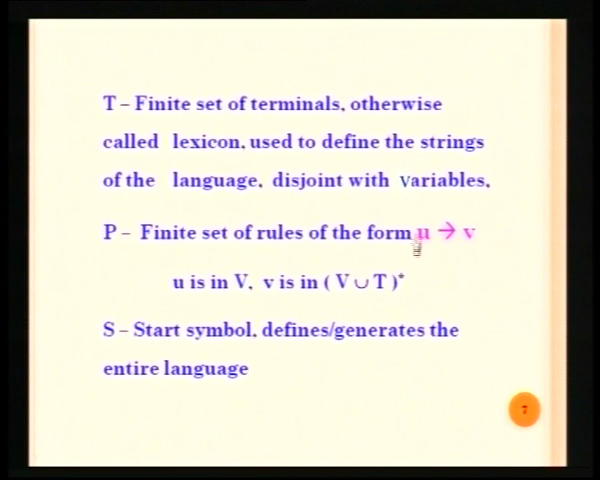 T – Finite set of terminals, otherwise
called lexicon, used to define the strings
of the language, disjoint with Variables,
P – Finite set of rules of the form u → v
u is in V, v is in ( V ∪ T )*
S – Start symbol, defines/generates the
entire language
7